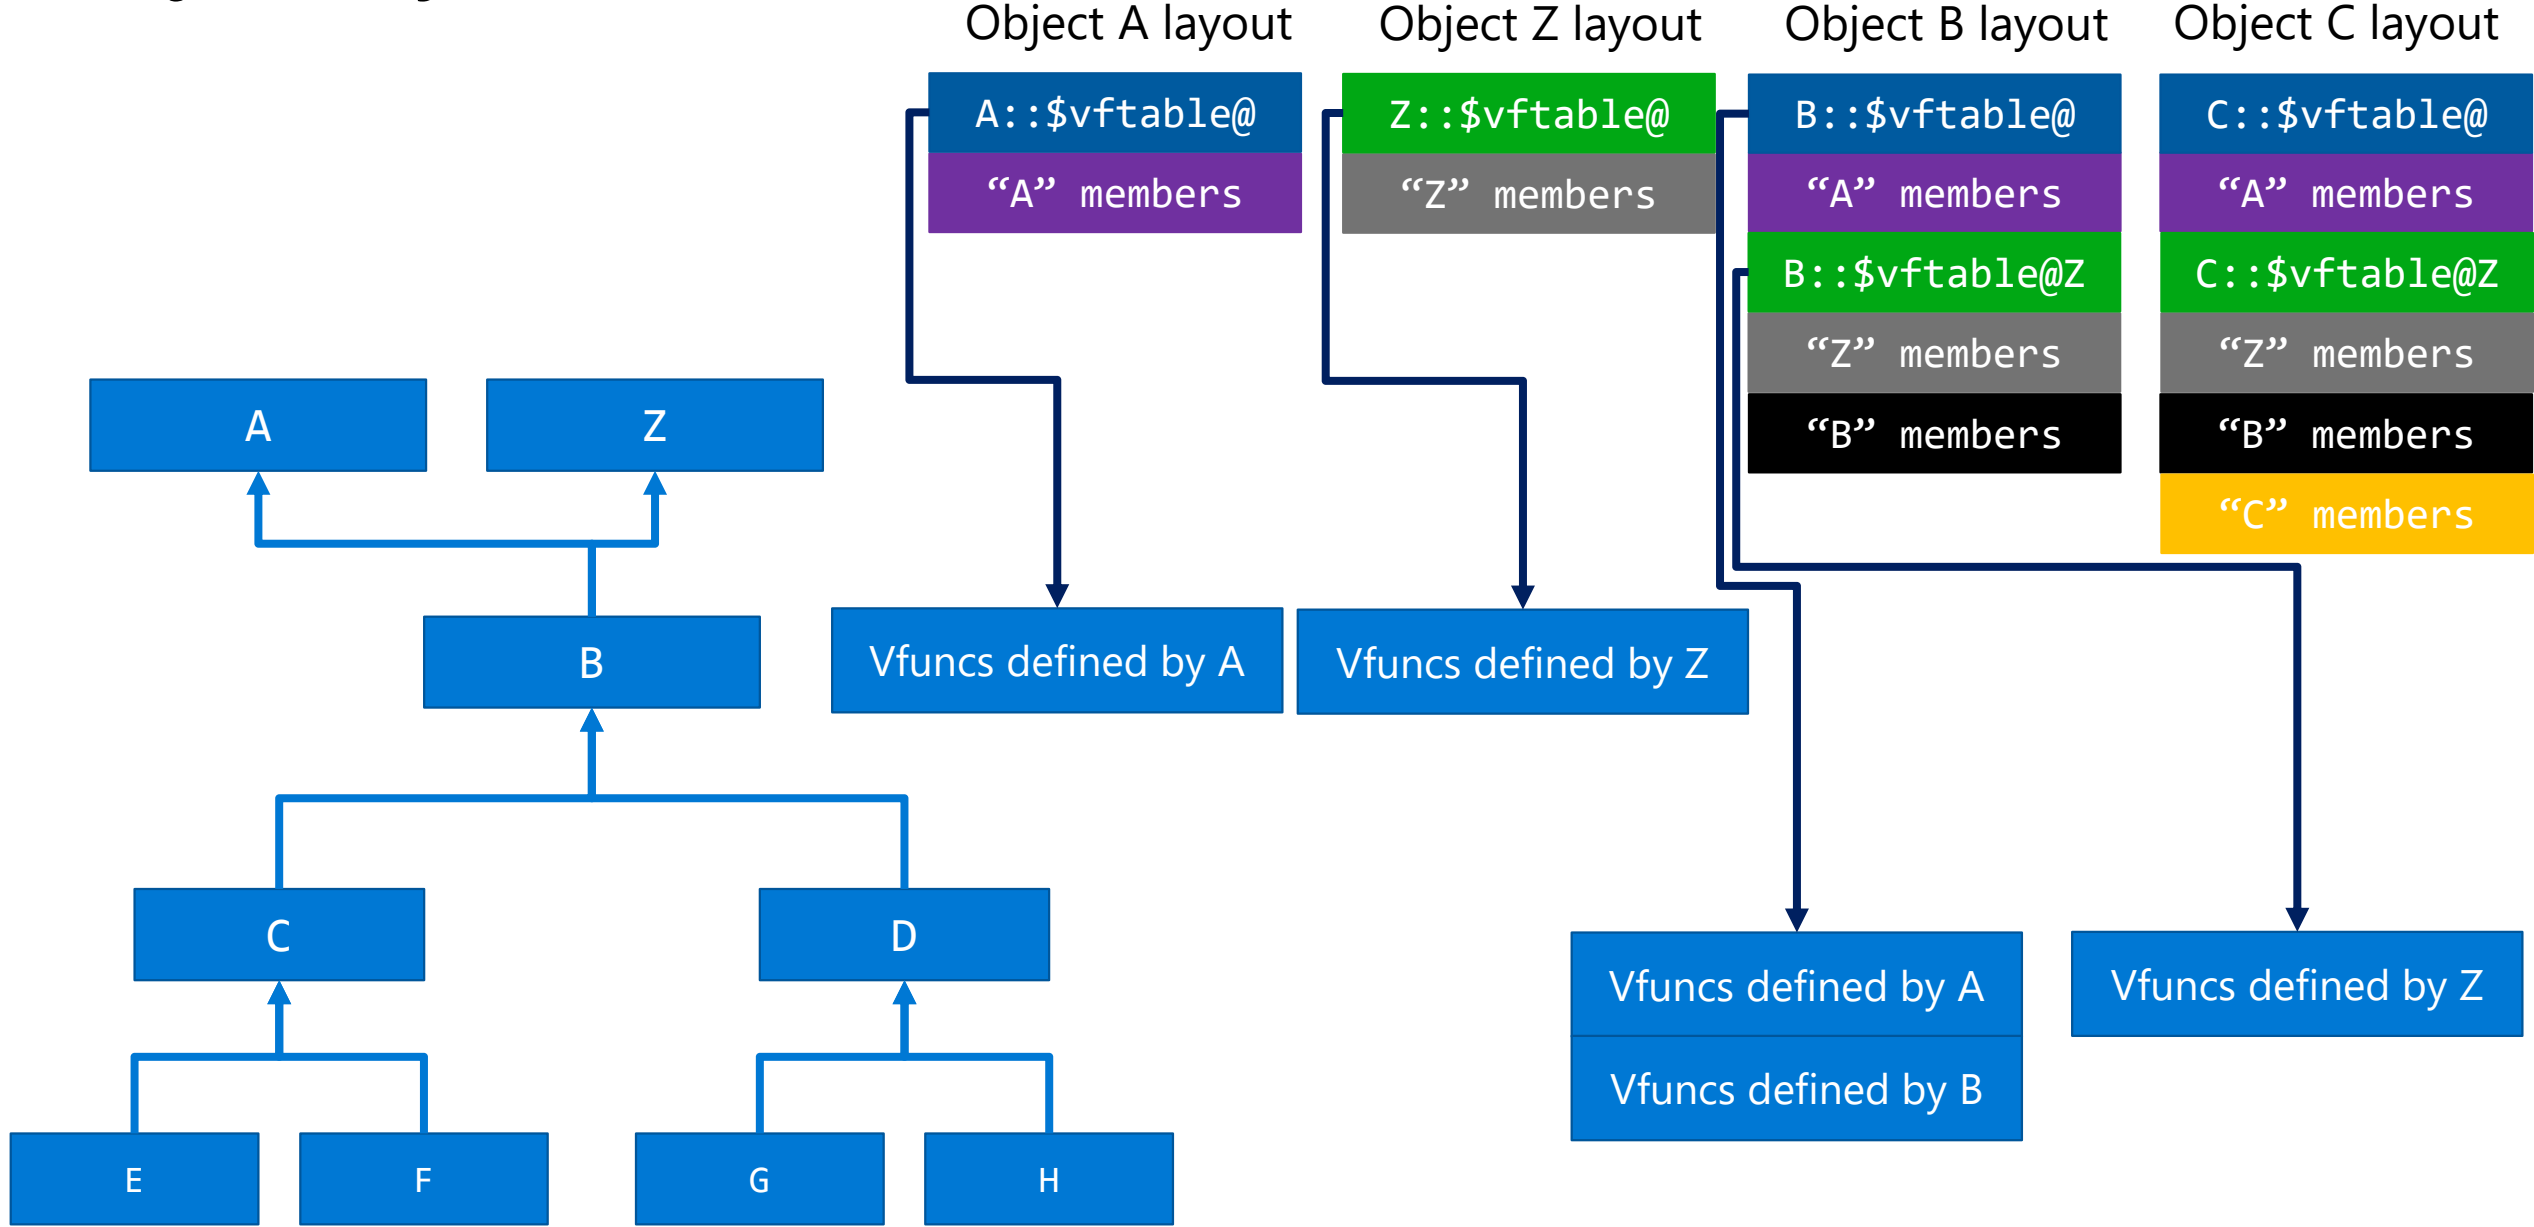 Object A layout
Object Z layout
Object B layout
Object C layout
A::$vftable@
“A” members
Z::$vftable@
“Z” members
B::$vftable@
“A” members
B::$vftable@Z
“Z” members
“B” members
C::$vftable@
“A” members
C::$vftable@Z
“Z” members
“B” members
“C” members
A
Z
B
C
D
E
F
G
H
Vfuncs defined by A
Vfuncs defined by Z
Vfuncs defined by A
Vfuncs defined by B
Vfuncs defined by Z